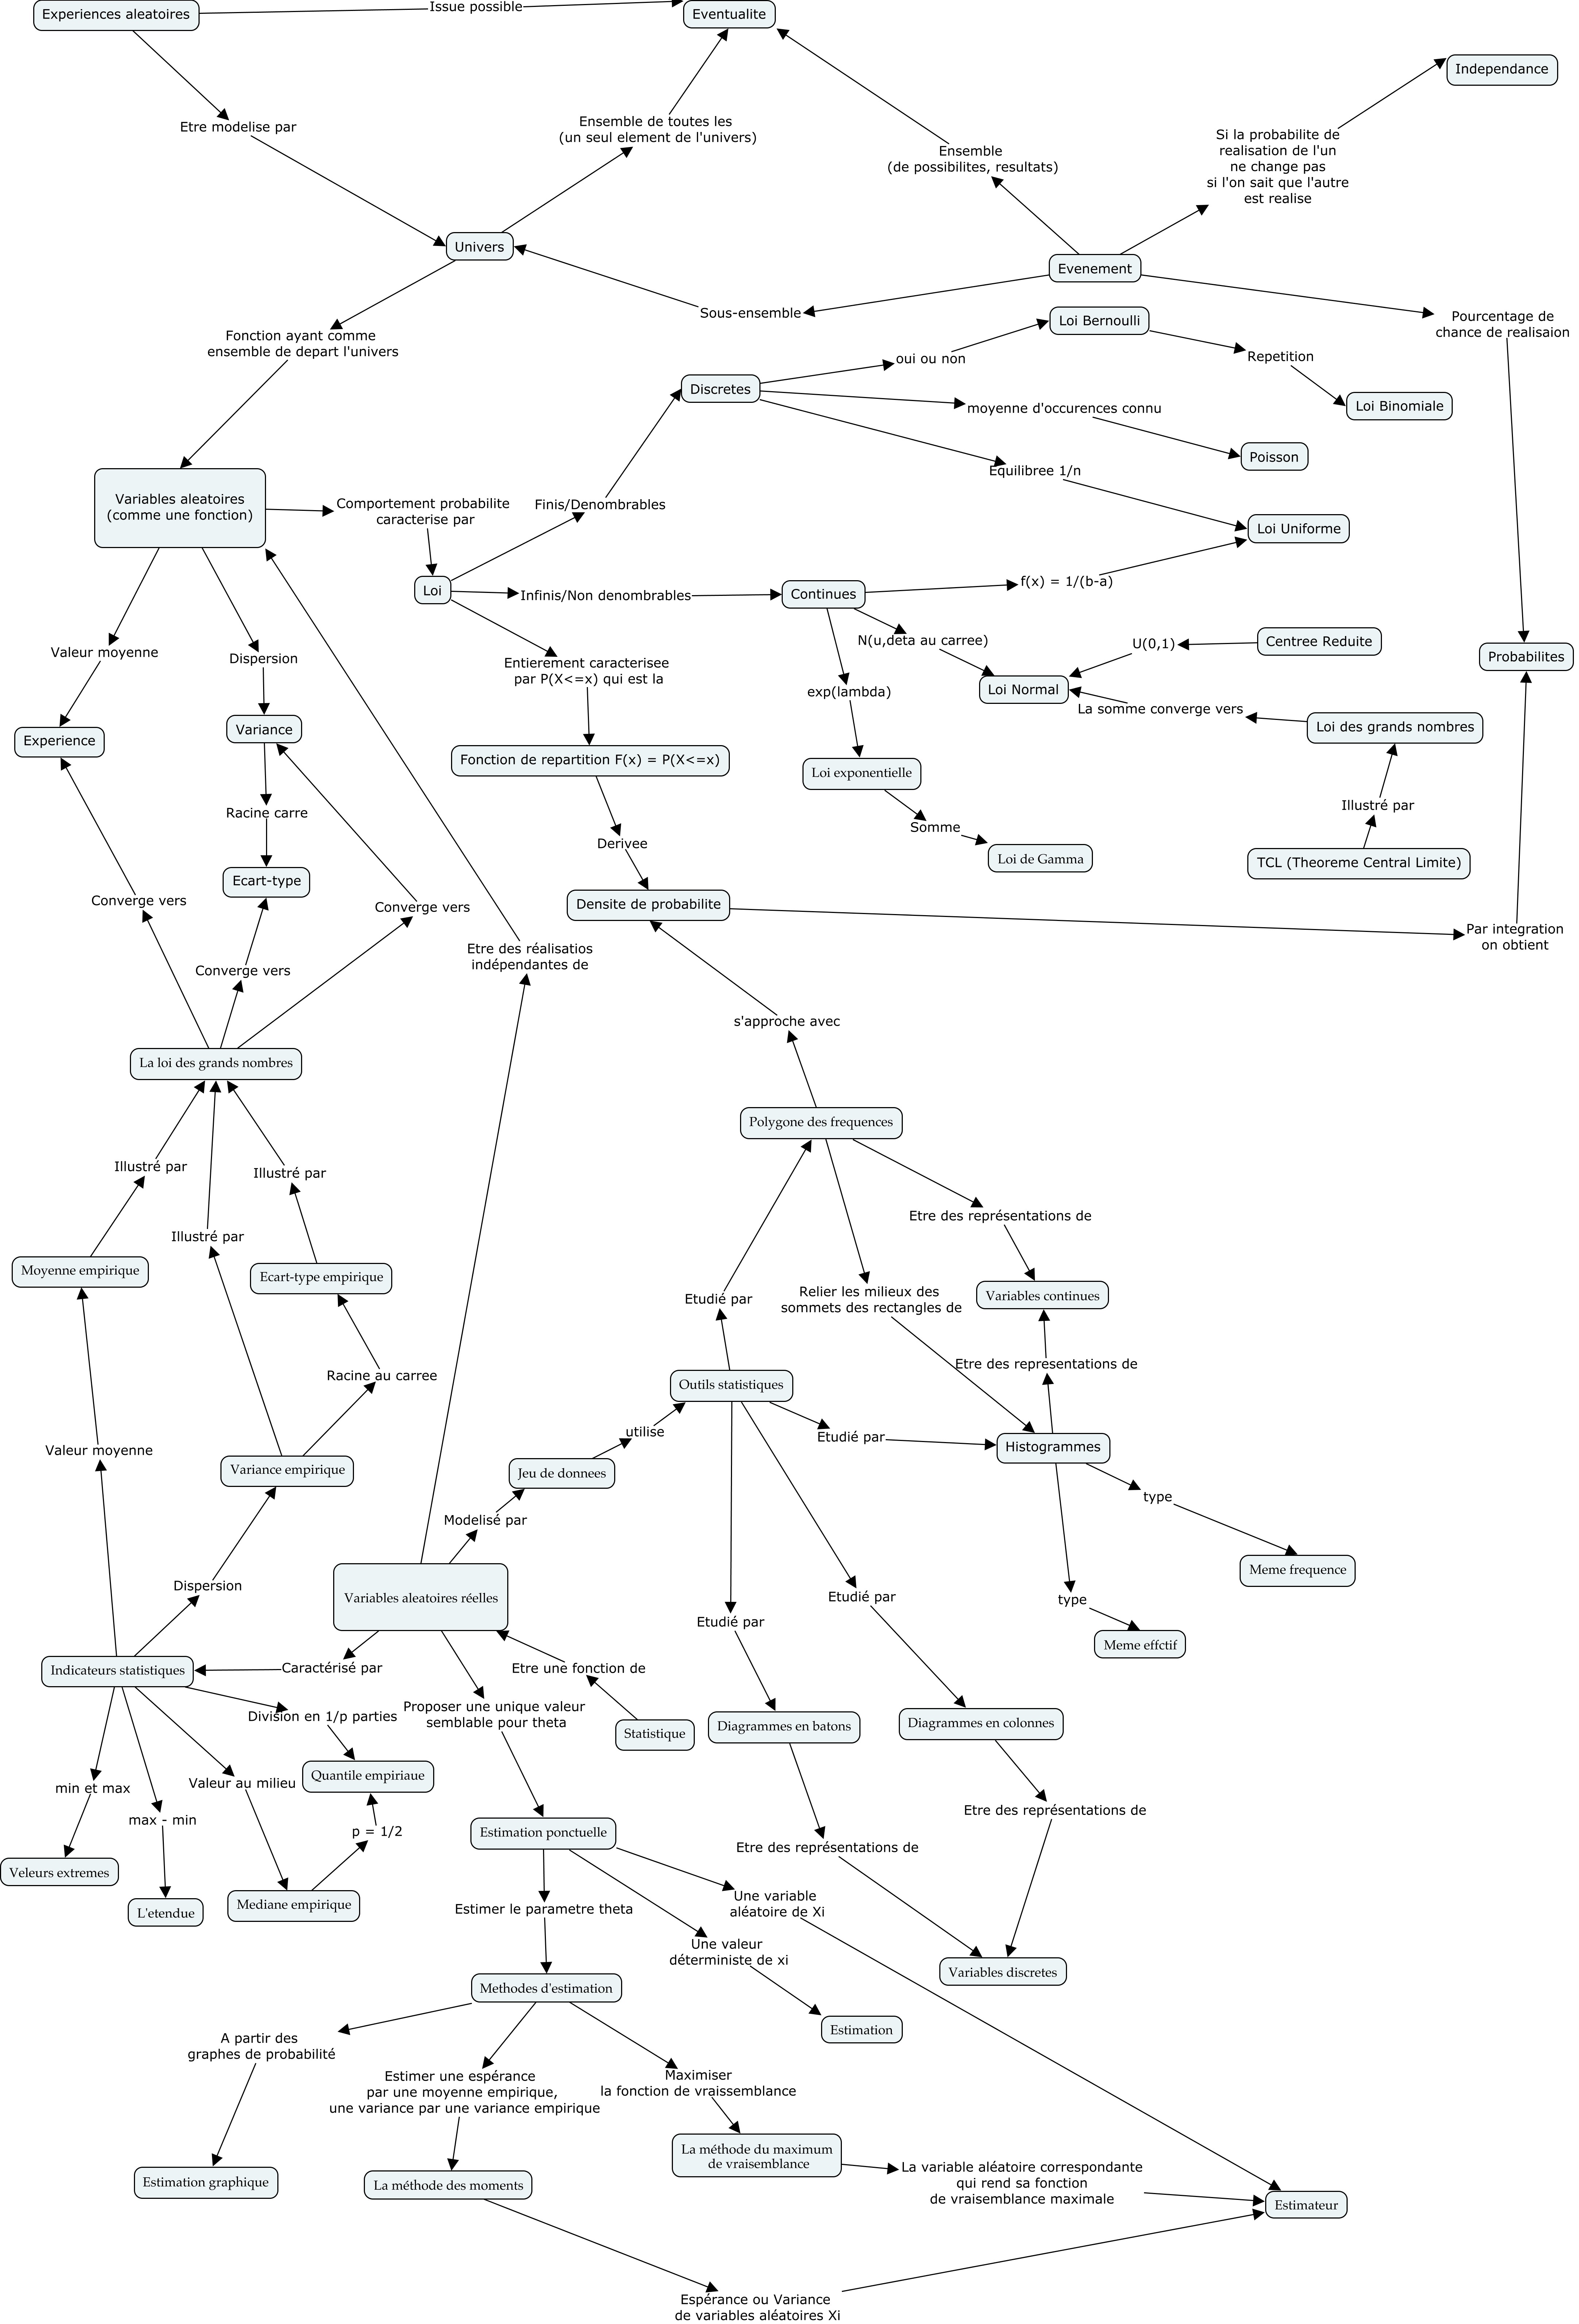 Experiences aleatoires
Issue possible
Eventualite
Independance
Etre modelise par
Ensemble de toutes les
(un seul element de l'univers)
Ensemble
(de possibilites, resultats)
Si la probabilite de
realisation de l'un
ne change pas
si l'on sait que l'autre
est realise
Univers
Evenement
Sous-ensemble
Pourcentage de
chance de realisaion
Fonction ayant comme
ensemble de depart l'univers
Loi Bernoulli
oui ou non
Repetition
Discretes
Loi Binomiale
moyenne d'occurences connu
Poisson
Equilibree 1/n
Variables aleatoires
(comme une fonction)
Comportement probabilite
caracterise par
Finis/Denombrables
Loi Uniforme
Loi
Infinis/Non denombrables
Continues
f(x) = 1/(b-a)
Valeur moyenne
Dispersion
Entierement caracterisee
par P(X<=x) qui est la
N(u,deta au carree)
U(0,1)
Centree Reduite
Probabilites
exp(lambda)
Loi Normal
La somme converge vers
Loi des grands nombres
Experience
Variance
Fonction de repartition F(x) = P(X<=x)
Loi exponentielle
Racine carre
Illustré par
Somme
Derivee
Loi de Gamma
TCL (Theoreme Central Limite)
Ecart-type
Converge vers
Converge vers
Densite de probabilite
Par integration
on obtient
Etre des réalisatios
indépendantes de
Converge vers
s'approche avec
La loi des grands nombres
Polygone des frequences
Illustré par
Illustré par
Illustré par
Etre des représentations de
Moyenne empirique
Ecart-type empirique
Etudié par
Relier les milieux des
sommets des rectangles de
Variables continues
Racine au carree
Outils statistiques
Etre des representations de
Valeur moyenne
utilise
Etudié par
Histogrammes
Variance empirique
Jeu de donnees
type
Modelisé par
Meme frequence
Dispersion
Variables aleatoires réelles
Etudié par
Etudié par
type
Meme effctif
Indicateurs statistiques
Caractérisé par
Etre une fonction de
Division en 1/p parties
Proposer une unique valeur
semblable pour theta
Statistique
Diagrammes en batons
Diagrammes en colonnes
min et max
Valeur au milieu
Quantile empiriaue
max - min
p = 1/2
Estimation ponctuelle
Etre des représentations de
Etre des représentations de
Veleurs extremes
L'etendue
Mediane empirique
Estimer le parametre theta
Une variable
aléatoire de Xi
Une valeur
déterministe de xi
Variables discretes
Methodes d'estimation
Estimation
A partir des
graphes de probabilité
Estimer une espérance
par une moyenne empirique,
une variance par une variance empirique
Maximiser
la fonction de vraissemblance
La méthode du maximum
de vraisemblance
Estimation graphique
La méthode des moments
La variable aléatoire correspondante
qui rend sa fonction
de vraisemblance maximale
Estimateur
Espérance ou Variance
de variables aléatoires Xi